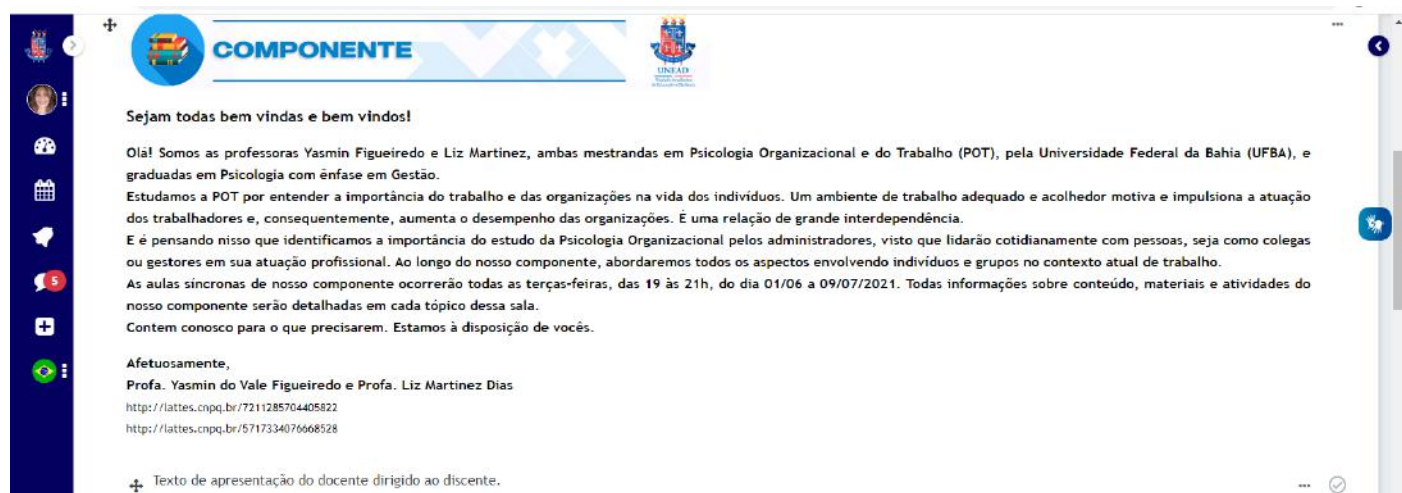 COMPONENTE
UNEAD
Sejam todas bem vindas e bem vindos!
Olá! Somos as professoras Yasmin Figueiredo e Liz Martinez, ambas mestrandas em Psicologia Organizacional e do Trabalho (POT), pela Universidade Federal da Bahia (UFBA), e
graduadas em Psicologia com ênfase em Gestão.
Estudamos a POT por entender a importância do trabalho e das organizações na vida dos indivíduos. Um ambiente de trabalho adequado e acolhedor motiva e impulsiona a atuação
dos trabalhadores e, consequentemente, aumenta o desempenho das organizações. É uma relação de grande interdependência.
E é pensando nisso que identificamos a importância do estudo da Psicologia Organizacional pelos administradores, visto que lidarão cotidianamente com pessoas, seja como colegas
ou gestores em sua atuação profissional. Ao longo do nosso componente, abordaremos todos os aspectos envolvendo indivíduos e grupos no contexto atual de trabalho.
As aulas síncronas de nosso componente ocorrerão todas as terças-feiras, das 19 às 21h, do dia 01/06 a 09/07/2021. Todas informações sobre conteúdo, materiais e atividades do
nosso componente serão detalhadas em cada tópico dessa sala.
5
Contem conosco para o que precisarem. Estamos à disposição de vocês.
Afetuosamente,
Profa. Yasmin do Vale Figueiredo e Profa. Liz Martinez Dias
http://lattes.cnpq.br/7211285704405822
http://lattes.cnpq.br/5717334076668528
Texto de apresentação do docente dirigido ao discente.